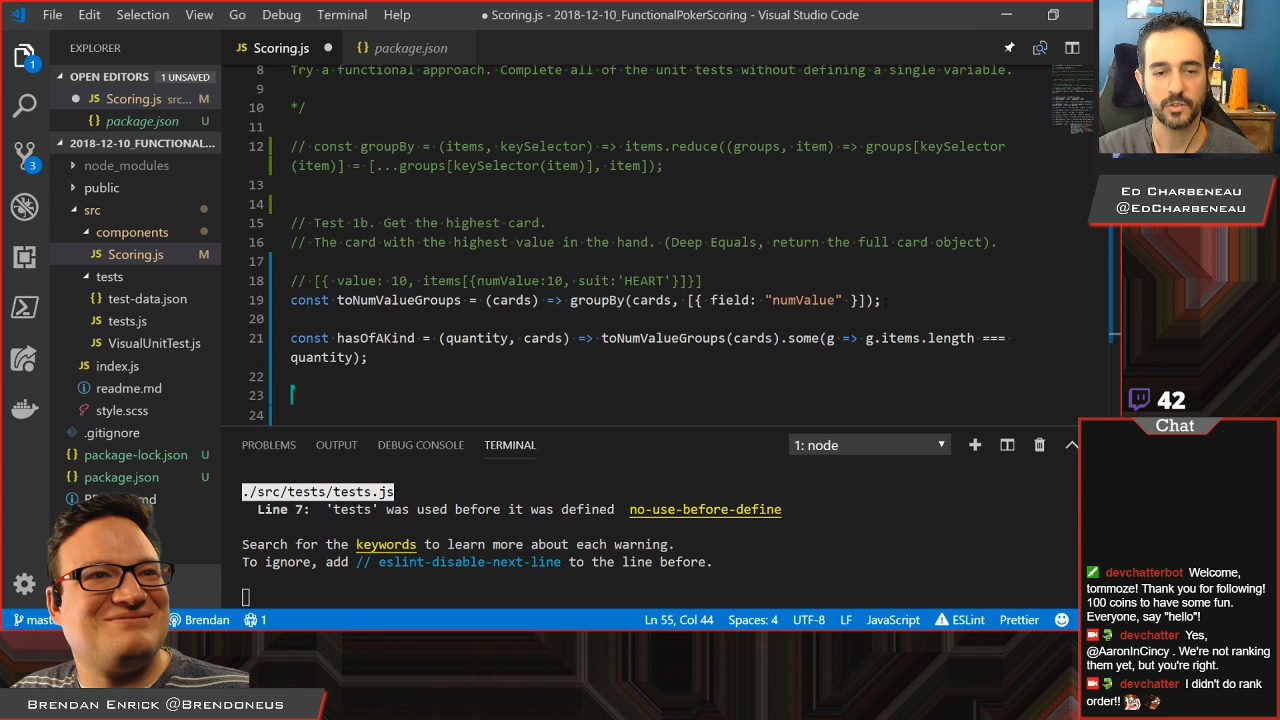 File Edit Selection View Go Debug Terminal Help
● Scoring.js - 2018-12-10_FunctionalPokerScoring - Visual Studio Code
EXPLORER
OPEN EDITORS 1 UNSAVED
JS Scoring.js src... M
{} package.json U
2018-12-10_FUNCTIONAL...
node_modules
public
src
components
JS Scoring.js M
tests
JS test-data.json
JS tests.js
JS VisualUnitTest.js
JS index.js
readme.md
style.scss
.gitignore
{} package-lock.json U
{} package.json U
1
3
JS Scoring.js ●
{} package.json
8 Try a functional approach. Complete all of the unit tests without defining a single variable.
9
10 */
11
12 // const groupBy = (items, keySelector) => items.reduce((groups, item) => groups[keySelector
(item)] = [...groups[keySelector(item)], item]);
13
14
15 // Test 1b. Get the highest card.
16 // The card with the highest value in the hand. (Deep Equals, return the full card object).
17
18 // [{ value: 10, items[{numValue:10, suit:'HEART'}]}]
19 const toNumValueGroups = (cards) => groupBy(cards, [{ field: "numValue" }]);
20
21 const hasOfAKind = (quantity, cards) => toNumValueGroups(cards).some(g => g.items.length ===
quantity);
22
23
24
PROBLEMS OUTPUT DEBUG CONSOLE TERMINAL
1: node
./src/tests/tests.js
Line 7: 'tests' was used before it was defined no-use-before-define
Search for the keywords to learn more about each warning.
To ignore, add // eslint-disable-next-line to the line before.
Brendan 1
Ln 55, Col 44 Spaces: 4 UTF-8 LF JavaScript ESLint Prettier
ED CHARBENEAU
@EDCHARBENEAU
42
Chat
devchatterbot Welcome,
tommoze! Thank you for following!
100 coins to have some fun.
Everyone, say "hello"!
devchatter Yes,
@AaronInCincy . We're not ranking
them yet, but you're right.
devchatter I didn't do rank
order!!
BRENDAN ENRICK @BRENDONEUS